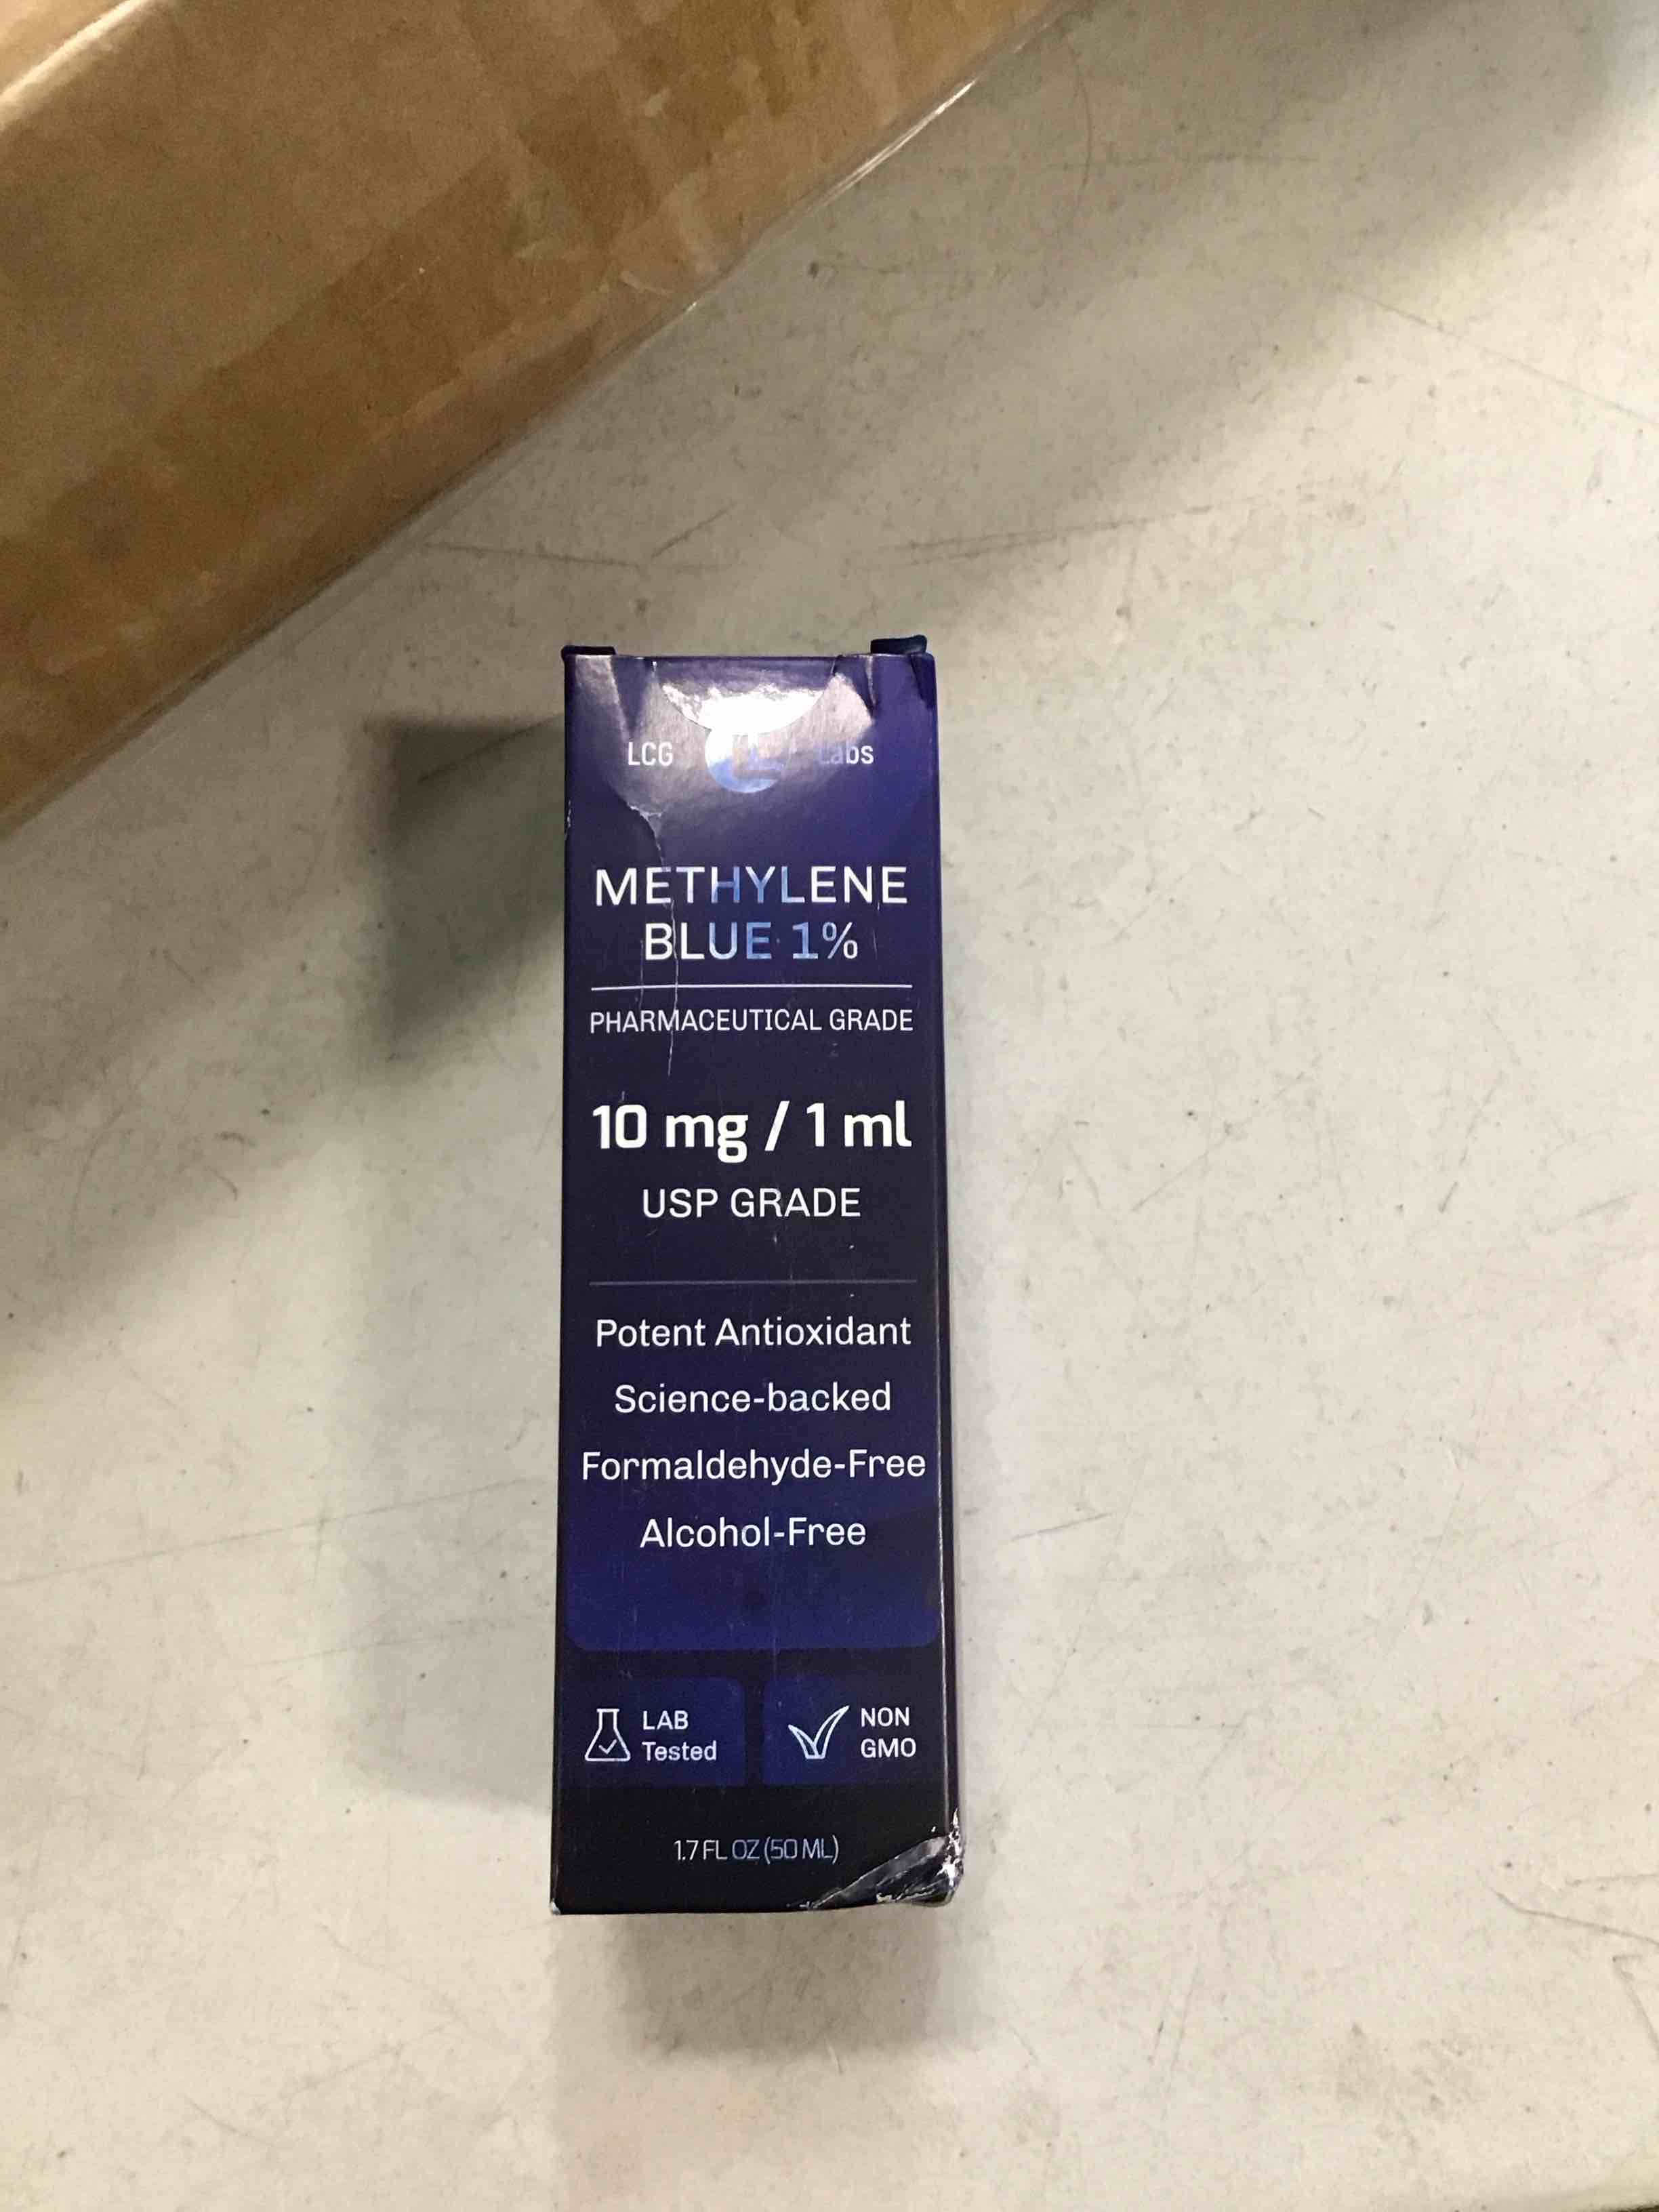 LCG Labs
METHYLENE
BLUE 1%
PHARMACEUTICAL GRADE
10 mg / 1 ml
USP GRADE
Potent Antioxidant
Science-backed
Formaldehyde-Free
Alcohol-Free
LAB
Tested
NON
GMO
1.7 FL OZ (50 ML)